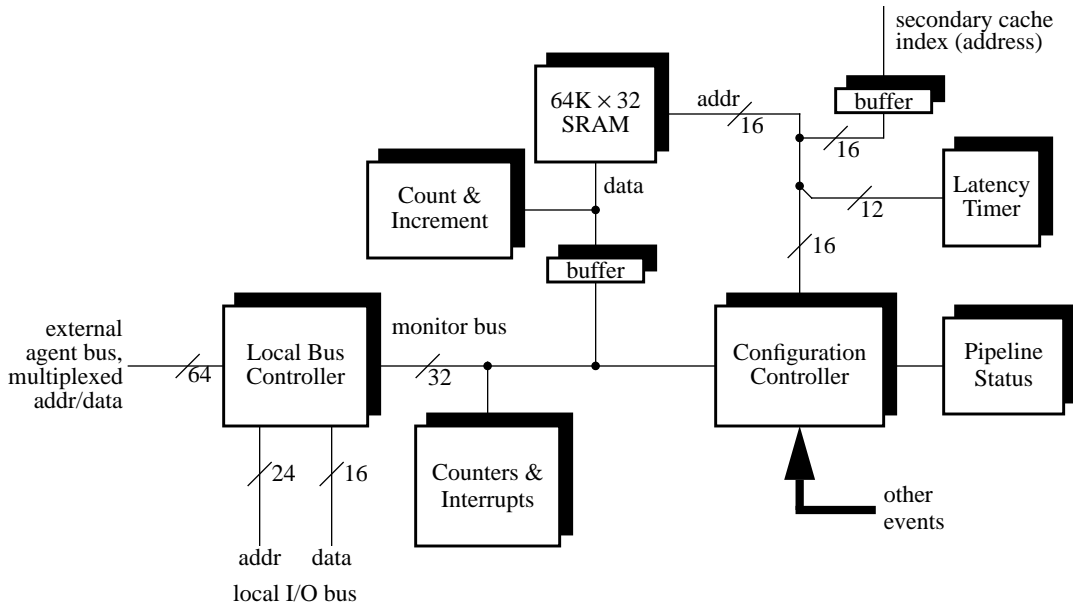 secondary cache
index (address)
64K × 32
SRAM
addr
16
buffer
16
Count &
Increment
data
Latency
Timer
12
16
buffer
external
agent bus,
multiplexed
addr/data
64
Local Bus
Controller
monitor bus
32
Configuration
Controller
Pipeline
Status
24
16
Counters &
Interrupts
other
events
addr
data
local I/O bus